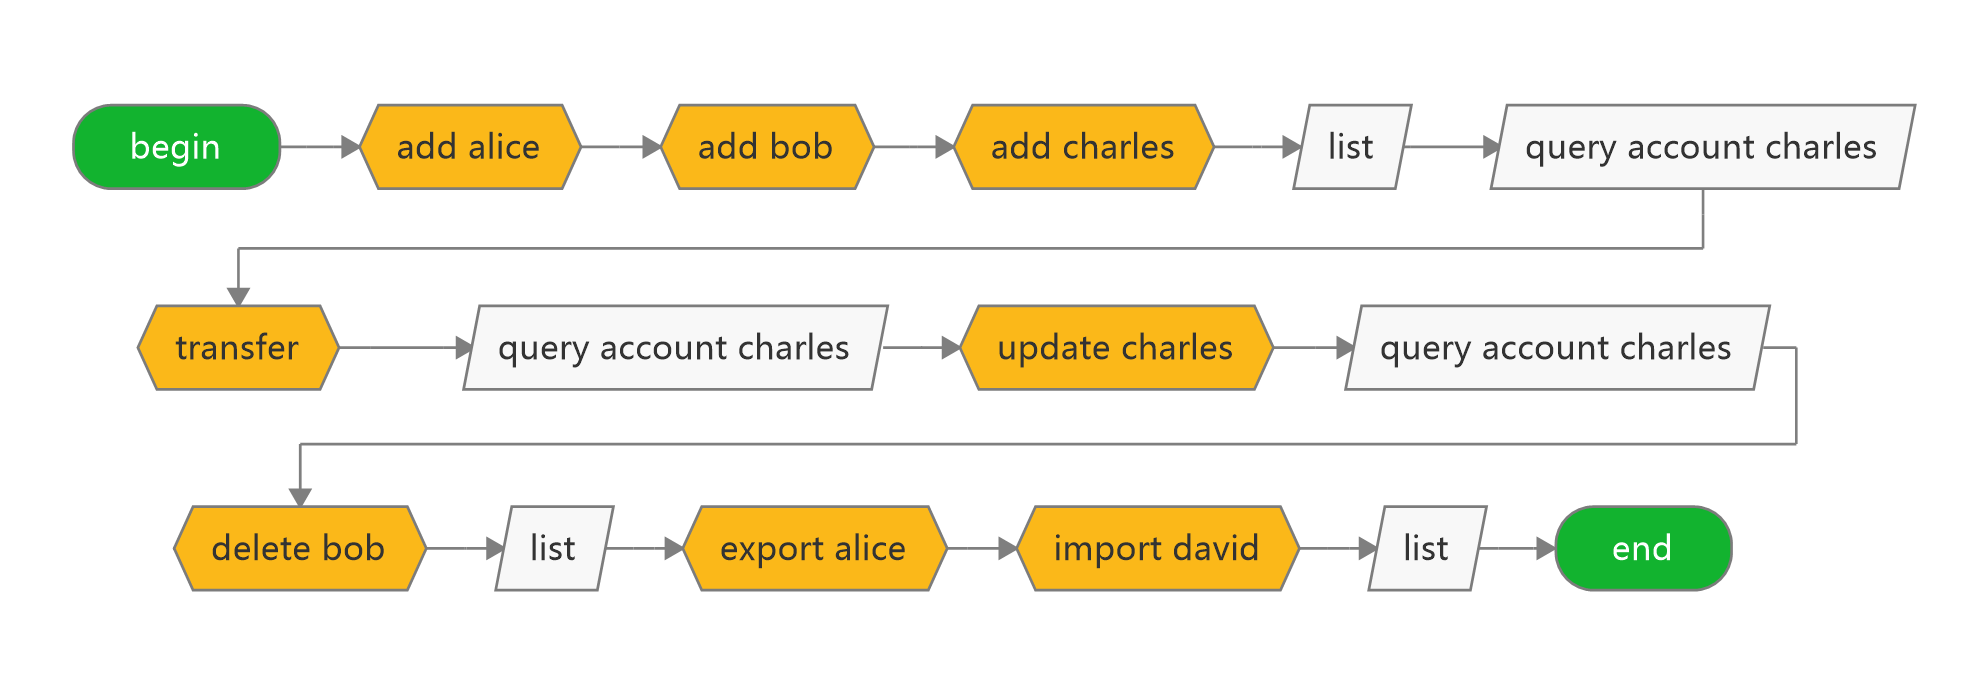 begin
add alice
add bob
add charles
list
query account charles
transfer
query account charles
update charles
query account charles
delete bob
list
export alice
import david
list
end